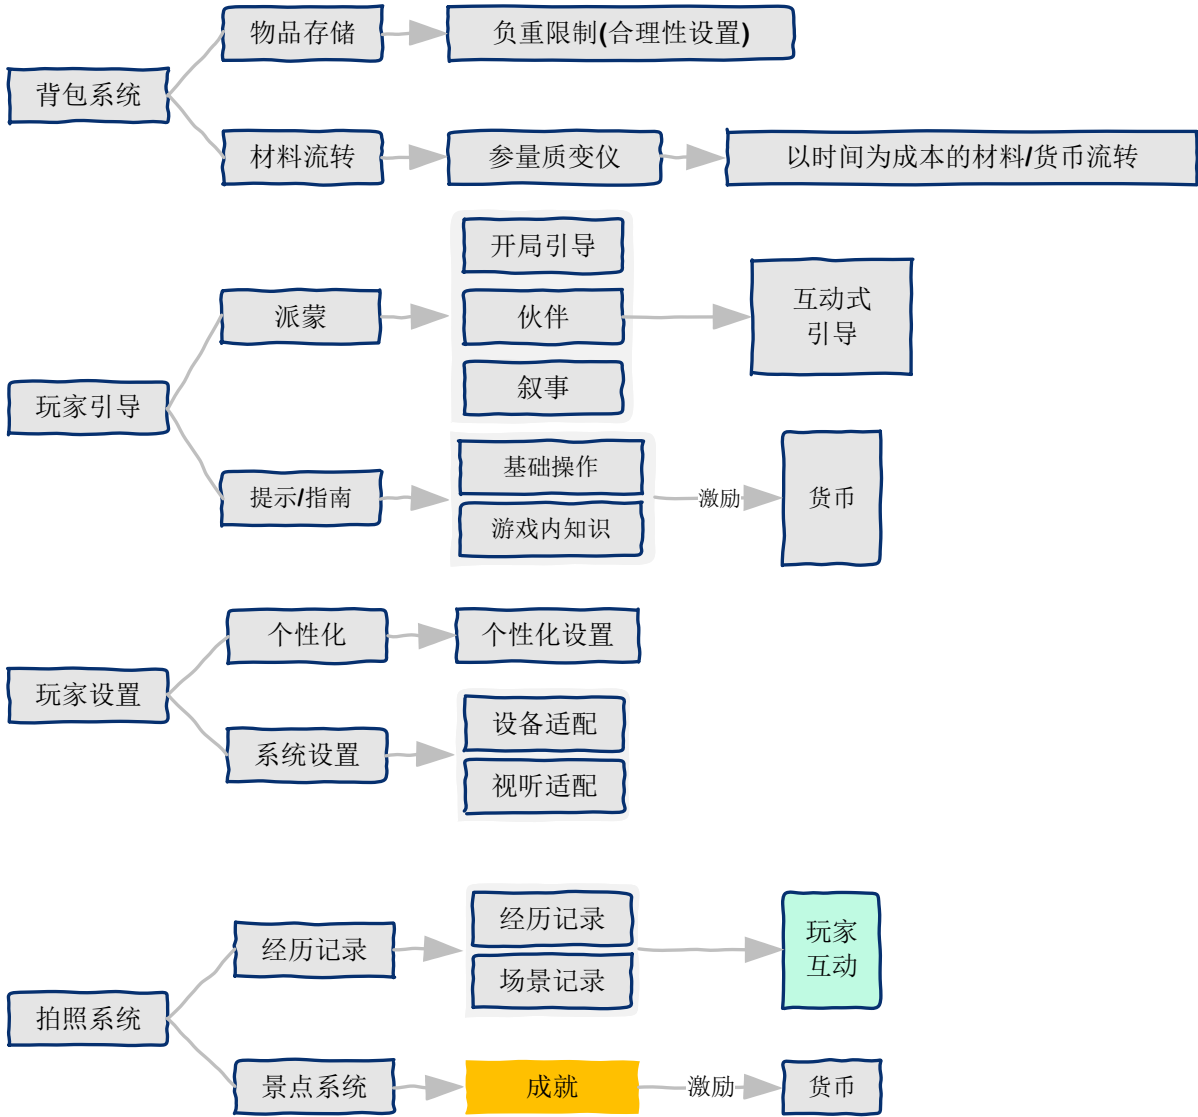 物品存储
负重限制(合理性设置)
背包系统
材料流转
参量质变仪
以时间为成本的材料/货币流转
开局引导
派蒙
伙伴
互动式
引导
叙事
玩家引导
基础操作
提示/指南
激励
货币
游戏内知识
个性化
个性化设置
玩家设置
设备适配
系统设置
视听适配
经历记录
经历记录
场景记录
玩家
互动
拍照系统
景点系统
成就
激励
货币